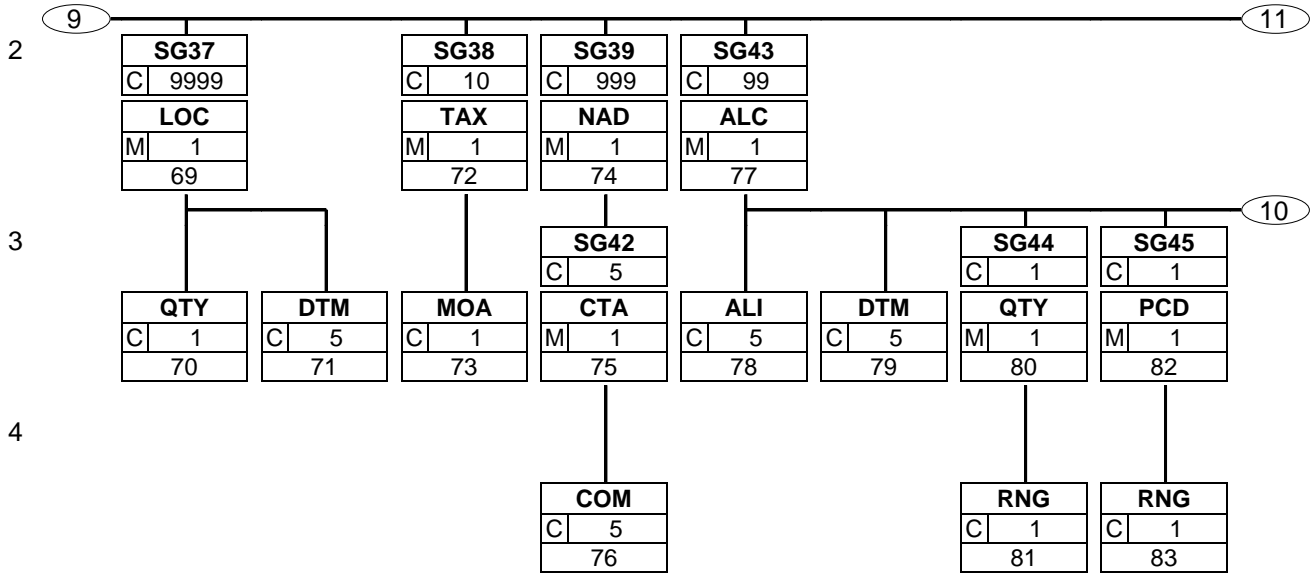 9 11
2 SG37 SG38 SG39 SG43
C 9999 C 10 C 999 C 99
LOC TAX NAD ALC
M 1 M 1 M 1 M 1
69 72 74 77
10
3 SG42 SG44 SG45
C 5 C 1 C 1
QTY DTM MOA CTA ALI DTM QTY PCD
C 1 C 5 C 1 M 1 C 5 C 5 M 1 M 1
70 71 73 75 78 79 80 82
4
COM RNG RNG
C 5 C 1 C 1
76 81 83